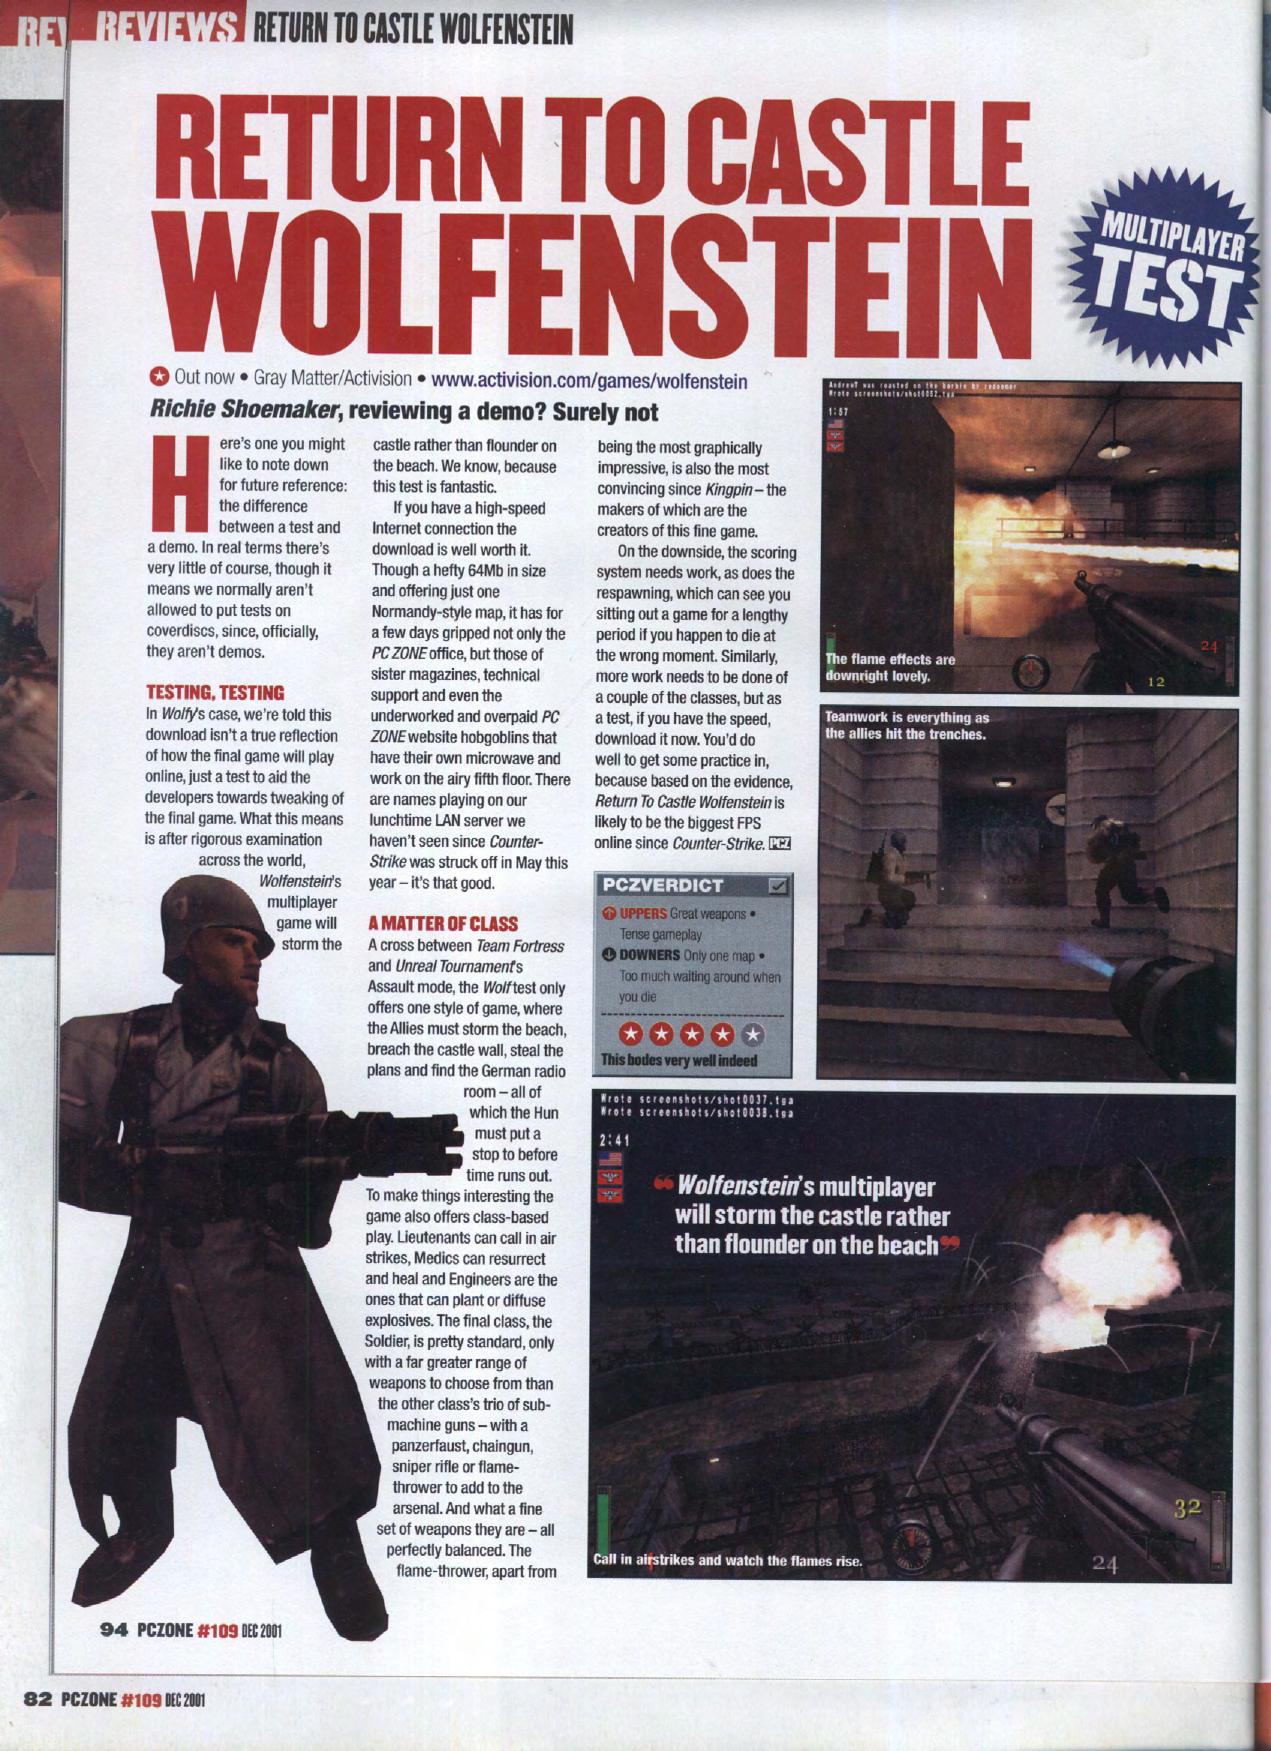 REV
REVIEWS RETURN TO CASTLE WOLFENSTEIN
RETURN TO CASTLE
WOLFENSTEIN
MULTIPLAYER
TEST
Out now • Gray Matter/Activision • www.activision.com/games/wolfenstein
Richie Shoemaker, reviewing a demo? Surely not
Here's one you might
like to note down
for future reference:
the difference
between a test and
a demo. In real terms there's
very little of course, though it
means we normally aren't
allowed to put tests on
coverdiscs, since, officially,
they aren't demos.
TESTING, TESTING
In Wolfy's case, we're told this
download isn't a true reflection
of how the final game will play
online, just a test to aid the
developers towards tweaking of
the final game. What this means
is after rigorous examination
across the world,
Wolfenstein's
multiplayer
game will
storm the
castle rather than flounder on
the beach. We know, because
this test is fantastic.
If you have a high-speed
Internet connection the
download is well worth it.
Though a hefty 64Mb in size
and offering just one
Normandy-style map, it has for
a few days gripped not only the
PC ZONE office, but those of
sister magazines, technical
support and even the
underworked and overpaid PC
ZONE website hobgoblins that
have their own microwave and
work on the airy fifth floor. There
are names playing on our
lunchtime LAN server we
haven't seen since Counter-
Strike was struck off in May this
year – it's that good.
A MATTER OF CLASS
A cross between Team Fortress
and Unreal Tournament's
Assault mode, the Wolf test only
offers one style of game, where
the Allies must storm the beach,
breach the castle wall, steal the
plans and find the German radio
room – all of
which the Hun
must put a
stop to before
time runs out.
To make things interesting the
game also offers class-based
play. Lieutenants can call in air
strikes, Medics can resurrect
and heal and Engineers are the
ones that can plant or diffuse
explosives. The final class, the
Soldier, is pretty standard, only
with a far greater range of
weapons to choose from than
the other class's trio of sub-
machine guns – with a
panzerfaust, chaingun,
sniper rifle or flame-
thrower to add to the
arsenal. And what a fine
set of weapons they are – all
perfectly balanced. The
flame-thrower, apart from
being the most graphically
impressive, is also the most
convincing since Kingpin – the
makers of which are the
creators of this fine game.
On the downside, the scoring
system needs work, as does the
respawning, which can see you
sitting out a game for a lengthy
period if you happen to die at
the wrong moment. Similarly,
more work needs to be done of
a couple of the classes, but as
a test, if you have the speed,
download it now. You'd do
well to get some practice in,
because based on the evidence,
Return To Castle Wolfenstein is
likely to be the biggest FPS
online since Counter-Strike. PCZ
PCZVERDICT
UPPERS Great weapons •
Tense gameplay
DOWNERS Only one map •
Too much waiting around when
you die
This bodes very well indeed
AndrewT was roasted on the barbie by redeemer
Wrote screenshots/shot0052.tga
1:57
24
12
The flame effects are
downright lovely.
Teamwork is everything as
the allies hit the trenches.
Wrote screenshots/shot0037.tga
Wrote screenshots/shot0038.tga
2:41
“Wolfenstein's multiplayer
will storm the castle rather
than flounder on the beach”
32
24
Call in airstrikes and watch the flames rise.
94 PCZONE #109 DEC 2001
82 PCZONE #109 DEC 2001